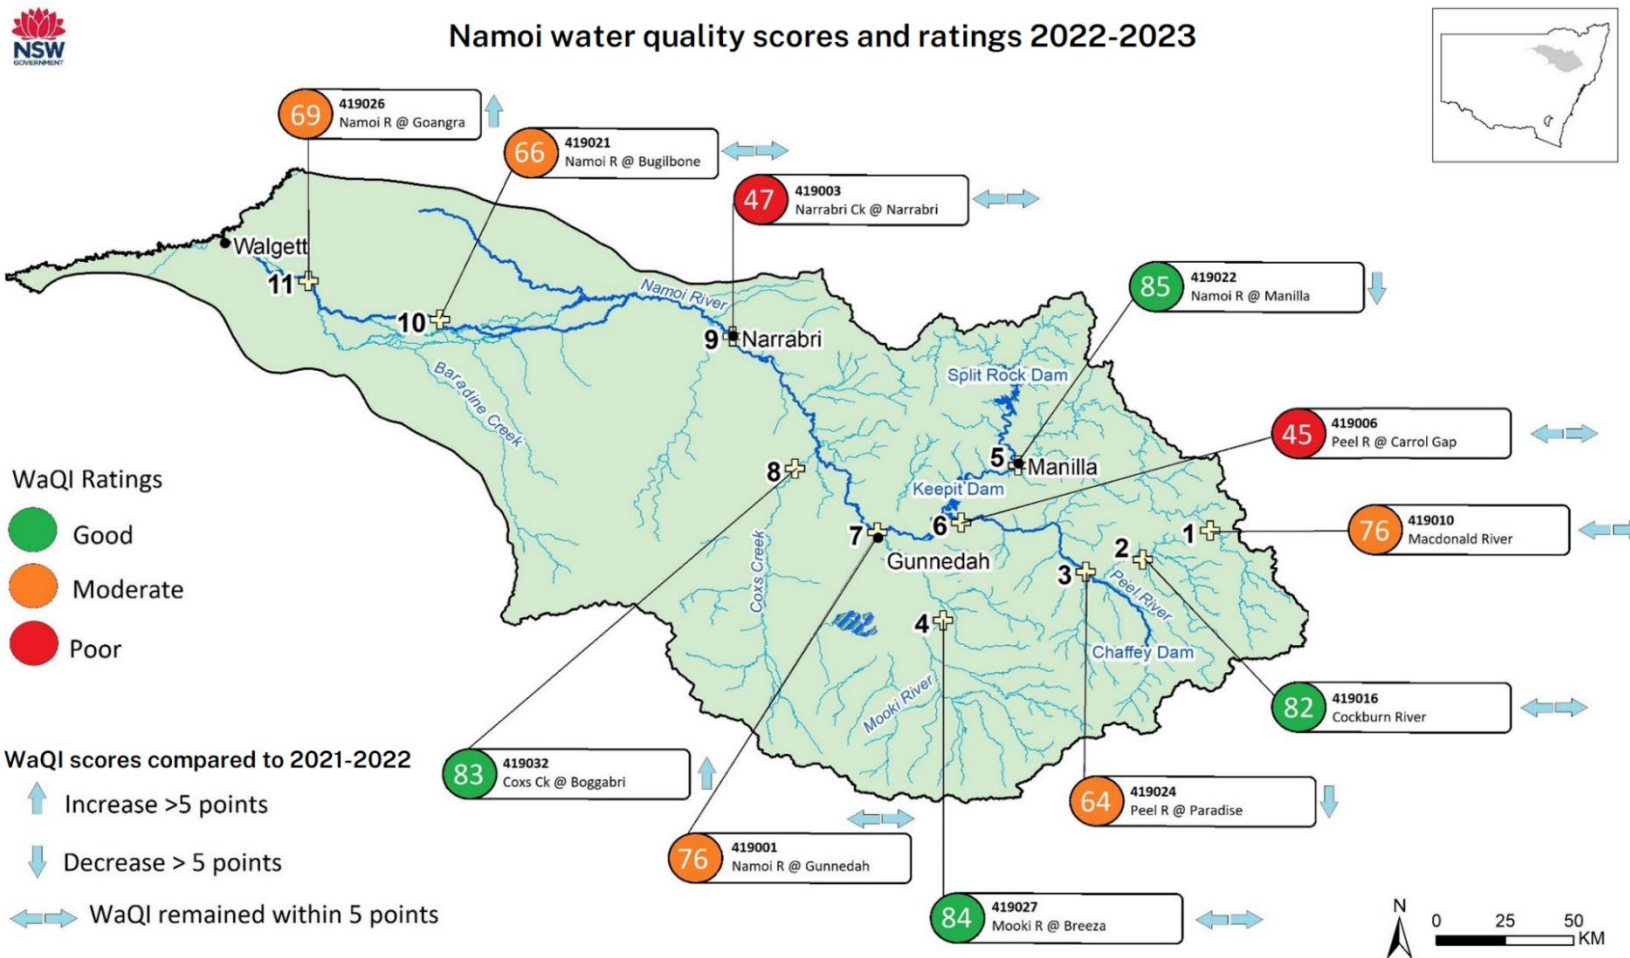 NSW
GOVERNMENT
Namoi water quality scores and ratings 2022-2023
69
419026
Namoi R @ Goangra
66
419021
Namoi R @ Bugilbone
47
419003
Narrabri Ck @ Narrabri
85
419022
Namoi R @ Manilla
45
419006
Peel R @ Carrol Gap
76
419010
Macdonald River
82
419016
Cockburn River
64
419024
Peel R @ Paradise
84
419027
Mooki R @ Breeza
76
419001
Namoi R @ Gunnedah
83
419032
Coxs Ck @ Boggabri
Walgett
11
10
Namoi River
9
Narrabri
Baradine Creek
Split Rock Dam
5
Manilla
8
Keepit Dam
7
6
Gunnedah
1
2
3
Peel River
Coxs Creek
4
Chaffey Dam
Mooki River
WaQI Ratings
Good
Moderate
Poor
WaQI scores compared to 2021-2022
Increase >5 points
Decrease > 5 points
WaQI remained within 5 points
N
0 25 50
KM